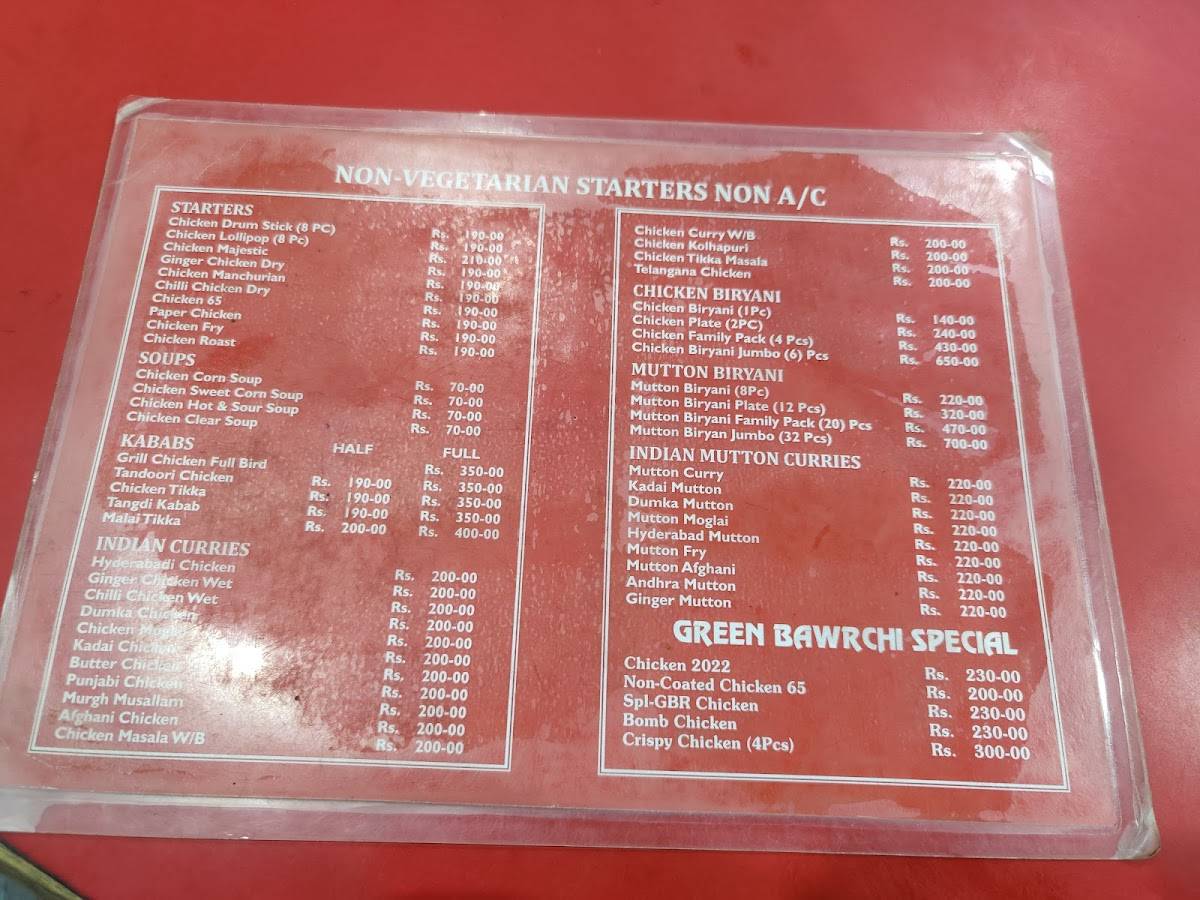 NON-VEGETARIAN STARTERS NON A/C
STARTERS
Chicken Drum Stick (8 PC) Rs. 190-00
Chicken Lollipop (8 Pc) Rs. 190-00
Chicken Majestic Rs. 210-00
Ginger Chicken Dry Rs. 190-00
Chicken Manchurian Rs. 190-00
Chilli Chicken Dry Rs. 190-00
Chicken 65 Rs. 190-00
Paper Chicken Rs. 190-00
Chicken Fry Rs. 190-00
Chicken Roast Rs. 190-00
SOUPS
Chicken Corn Soup Rs. 70-00
Chicken Sweet Corn Soup Rs. 70-00
Chicken Hot & Sour Soup Rs. 70-00
Chicken Clear Soup Rs. 70-00
KABABS HALF FULL
Grill Chicken Full Bird Rs. 350-00
Tandoori Chicken Rs. 190-00 Rs. 350-00
Chicken Tikka Rs. 190-00 Rs. 350-00
Tangdi Kabab Rs. 190-00 Rs. 350-00
Malai Tikka Rs. 200-00 Rs. 400-00
INDIAN CURRIES
Hyderabadi Chicken Rs. 200-00
Ginger Chicken Wet Rs. 200-00
Chilli Chicken Wet Rs. 200-00
Dumka Chicken Rs. 200-00
Chicken Moglai Rs. 200-00
Kadai Chicken Rs. 200-00
Butter Chicken Rs. 200-00
Punjabi Chicken Rs. 200-00
Murgh Musallam Rs. 200-00
Afghani Chicken Rs. 200-00
Chicken Masala W/B Rs. 200-00
Chicken Curry W/B Rs. 200-00
Chicken Kolhapuri Rs. 200-00
Chicken Tikka Masala Rs. 200-00
Telangana Chicken Rs. 200-00
CHICKEN BIRYANI
Chicken Biryani (1Pc) Rs. 140-00
Chicken Plate (2PC) Rs. 240-00
Chicken Family Pack (4 Pcs) Rs. 430-00
Chicken Biryani Jumbo (6) Pcs Rs. 650-00
MUTTON BIRYANI
Mutton Biryani (8Pc) Rs. 220-00
Mutton Biryani Plate (12 Pcs) Rs. 320-00
Mutton Biryani Family Pack (20) Pcs Rs. 470-00
Mutton Biryan Jumbo (32 Pcs) Rs. 700-00
INDIAN MUTTON CURRIES
Mutton Curry Rs. 220-00
Kadai Mutton Rs. 220-00
Dumka Mutton Rs. 220-00
Mutton Moglai Rs. 220-00
Hyderabad Mutton Rs. 220-00
Mutton Fry Rs. 220-00
Mutton Afghani Rs. 220-00
Andhra Mutton Rs. 220-00
Ginger Mutton Rs. 220-00
GREEN BAWRCHI SPECIAL
Chicken 2022 Rs. 230-00
Non-Coated Chicken 65 Rs. 200-00
Spl-GBR Chicken Rs. 230-00
Bomb Chicken Rs. 230-00
Crispy Chicken (4Pcs) Rs. 300-00